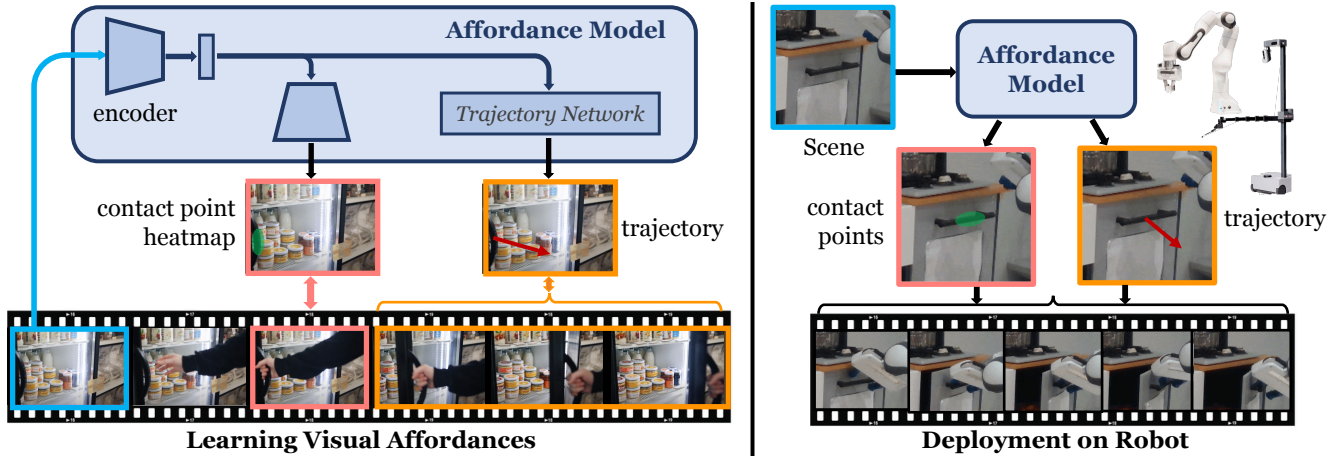 Affordance Model
encoder
Trajectory Network
contact point
heatmap
trajectory
Learning Visual Affordances
Affordance
Model
Scene
contact
points
trajectory
Deployment on Robot